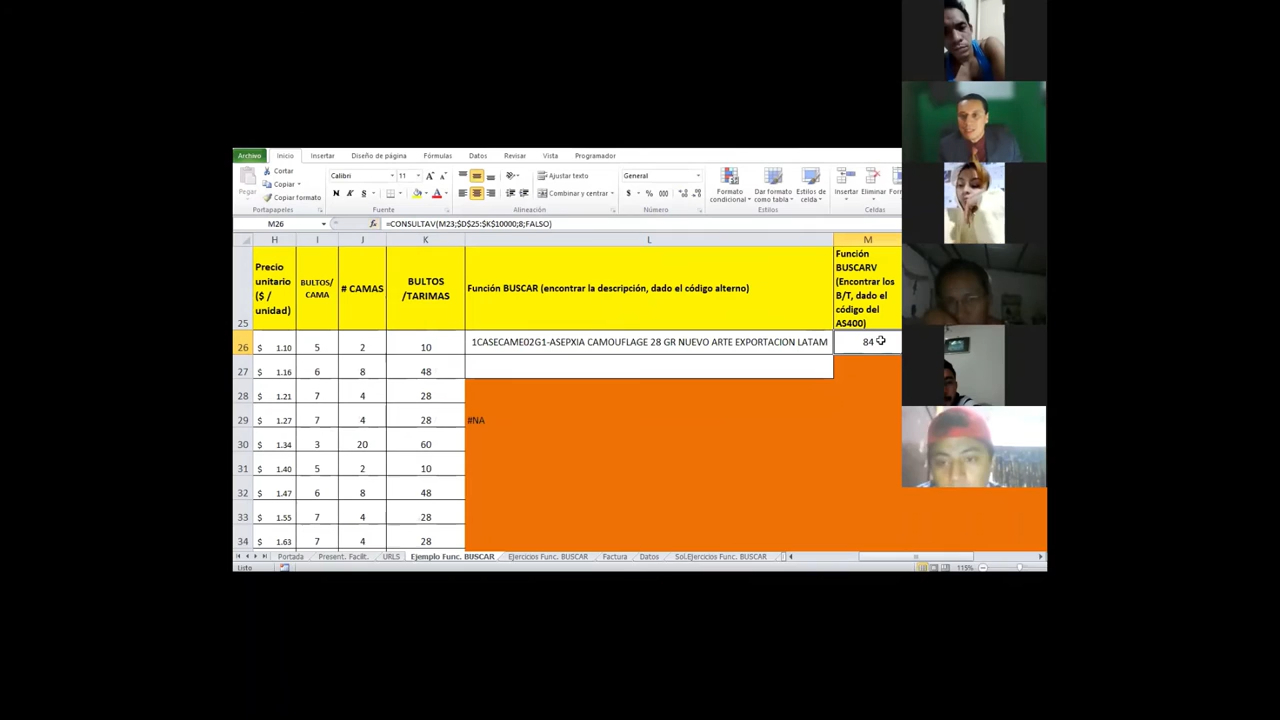 Archivo Inicio Insertar Diseño de página Fórmulas Datos Revisar Vista Programador
Cortar
Copiar
Copiar formato
Pegar
Portapapeles
Calibri 11
N K S
Fuente
Ajustar texto
Combinar y centrar
Alineación
General
$ % 000
Número
Formato condicional
Dar formato como tabla
Estilos de celda
Estilos
Insertar Eliminar
Celdas
M26 fx =CONSULTAV(M23;$D$25:$K$10000;8;FALSO)
H I J K L M
25
Precio unitario ($ / unidad)
BULTOS/ CAMA
# CAMAS
BULTOS /TARIMAS
Función BUSCAR (encontrar la descripción, dado el código alterno)
Función BUSCARV (Encontrar los B/T, dado el código del AS400)
26 $ 1.10 5 2 10 1CASECAME02G1-ASEPXIA CAMOUFLAGE 28 GR NUEVO ARTE EXPORTACION LATAM 84
27 $ 1.16 6 8 48
28 $ 1.21 7 4 28
29 $ 1.27 7 4 28 #NA
30 $ 1.34 3 20 60
31 $ 1.40 5 2 10
32 $ 1.47 6 8 48
33 $ 1.55 7 4 28
34 $ 1.63 7 4 28
Portada Present. Facilit. URLS Ejemplo Func. BUSCAR Ejercicios Func. BUSCAR Factura Datos Sol.Ejercicios Func. BUSCAR
Listo 115%